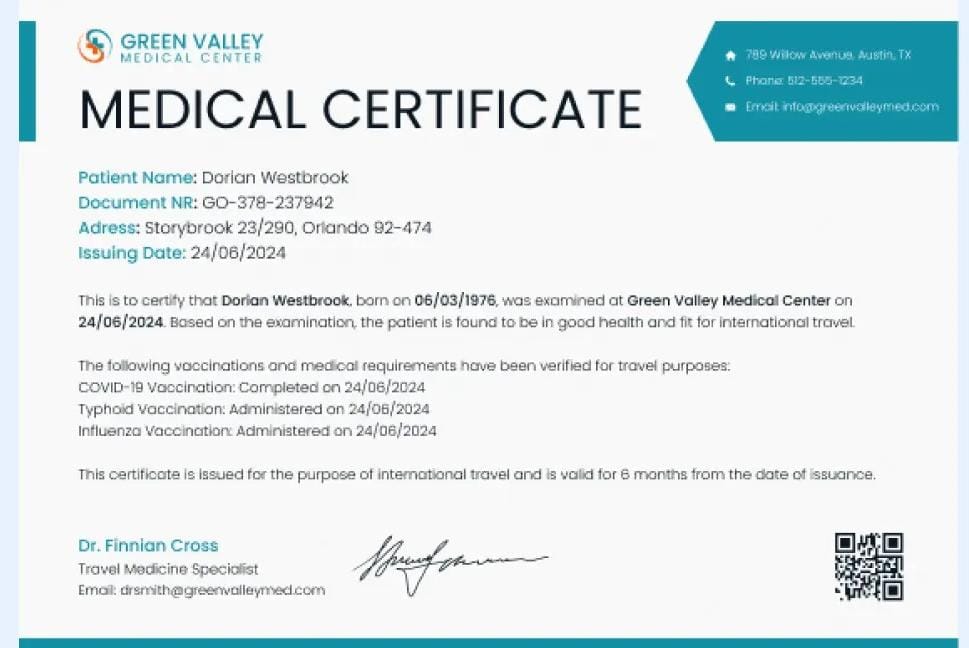 GREEN VALLEY
MEDICAL CENTER
789 Willow Avenue, Austin, TX
Phone: 512-555-1234
Email: info@greenvalleymed.com
MEDICAL CERTIFICATE
Patient Name: Dorian Westbrook
Document NR: GO-378-237942
Adress: Storybrook 23/290, Orlando 92-474
Issuing Date: 24/06/2024
This is to certify that Dorian Westbrook, born on 06/03/1976, was examined at Green Valley Medical Center on
24/06/2024. Based on the examination, the patient is found to be in good health and fit for international travel.
The following vaccinations and medical requirements have been verified for travel purposes:
COVID-19 Vaccination: Completed on 24/06/2024
Typhoid Vaccination: Administered on 24/06/2024
Influenza Vaccination: Administered on 24/06/2024
This certificate is issued for the purpose of international travel and is valid for 6 months from the date of issuance.
Dr. Finnian Cross
Travel Medicine Specialist
Email: drsmith@greenvalleymed.com